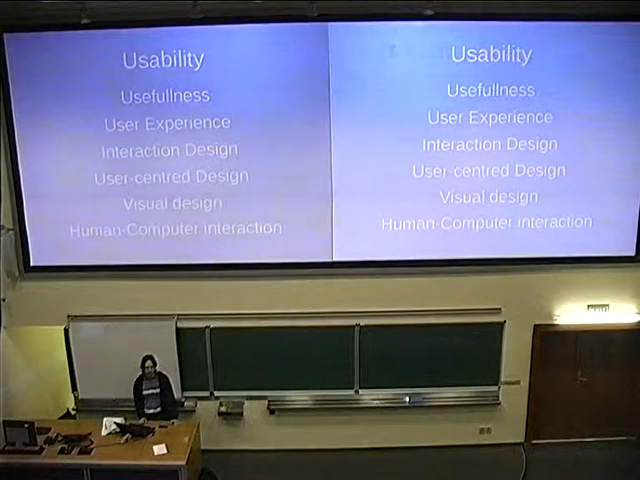 Usability
Usefullness
User Experience
Interaction Design
User-centred Design
Visual design
Human-Computer interaction
Usability
Usefullness
User Experience
Interaction Design
User-centred Design
Visual design
Human-Computer interaction